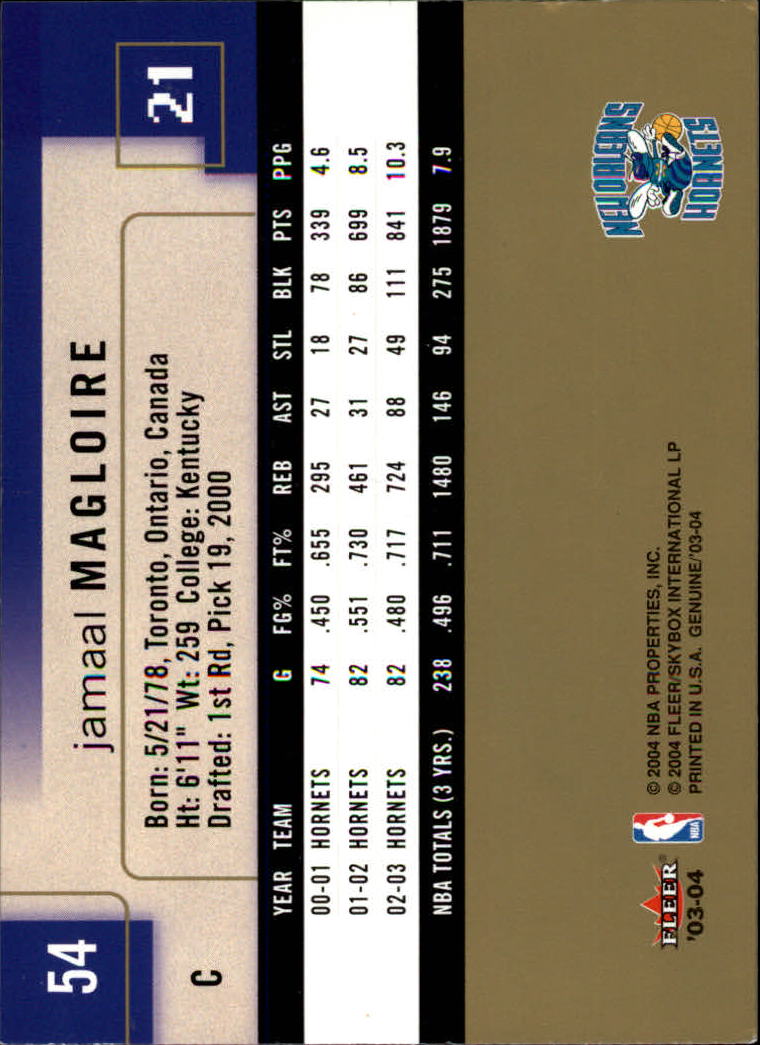 54
21
jamaal MAGLOIRE
C
Born: 5/21/78, Toronto, Ontario, Canada
Ht: 6'11" Wt: 259 College: Kentucky
Drafted: 1st Rd, Pick 19, 2000
YEAR TEAM G FG% FT% REB AST STL BLK PTS PPG
00-01 HORNETS 74 .450 .655 295 27 18 78 339 4.6
01-02 HORNETS 82 .551 .730 461 31 27 86 699 8.5
02-03 HORNETS 82 .480 .717 724 88 49 111 841 10.3
NBA TOTALS (3 YRS.) 238 .496 .711 1480 146 94 275 1879 7.9
NEW ORLEANS
HORNETS
FLEER®
'03-04
NBA
© 2004 NBA PROPERTIES, INC.
© 2004 FLEER/SKYBOX INTERNATIONAL LP
PRINTED IN U.S.A. GENUINE/'03-04